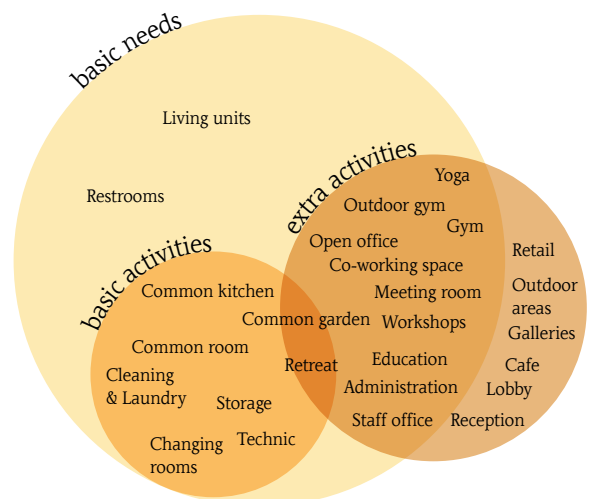 basic needs
Living units
Restrooms
extra activities
Yoga
Outdoor gym
Gym
Open office
Co-working space
Meeting room
Workshops
Education
Administration
Staff office
Retail
Outdoor
areas
Galleries
Cafe
Lobby
Reception
basic activities
Common kitchen
Common garden
Common room
Retreat
Cleaning
& Laundry
Storage
Changing
rooms
Technic